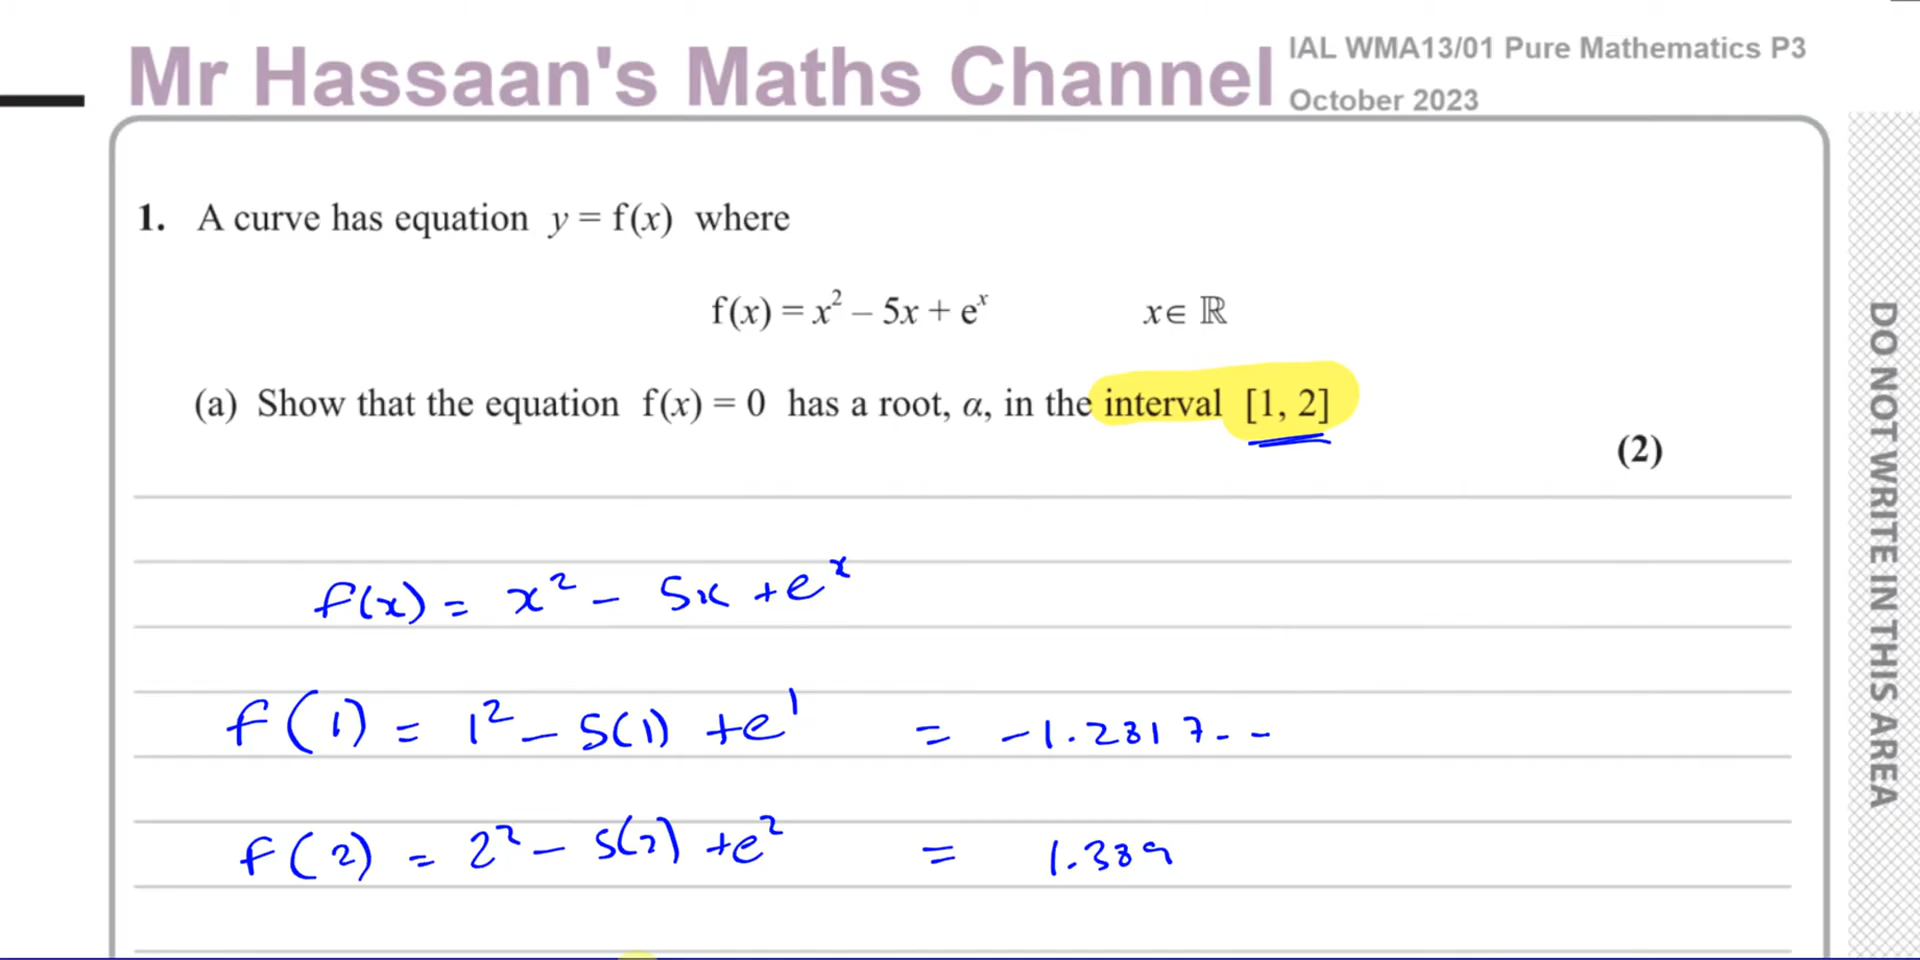 Mr Hassaan's Maths Channel
IAL WMA13/01 Pure Mathematics P3
October 2023
1. A curve has equation y = f(x) where
f(x) = x² – 5x + eˣ x ∈ ℝ
(a) Show that the equation f(x) = 0 has a root, α, in the interval [1, 2]
(2)
f(x) = x² – 5x + eˣ
f(1) = 1² – 5(1) + e¹ = –1.2817--
f(2) = 2² – 5(2) + e² = 1.389
DO NOT WRITE IN THIS AREA